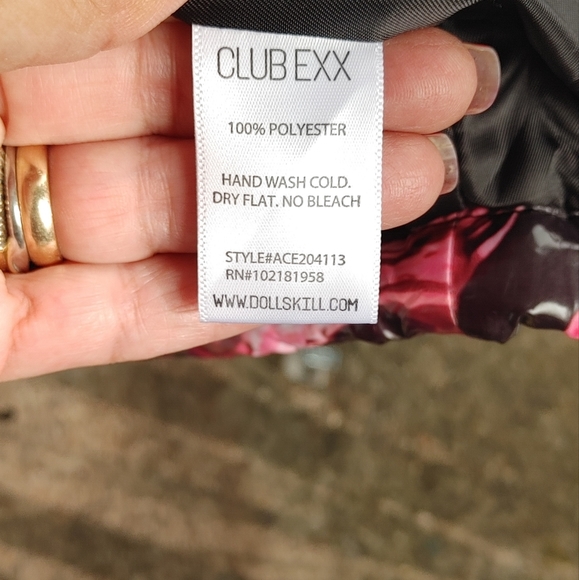 CLUB EXX
100% POLYESTER
HAND WASH COLD.
DRY FLAT. NO BLEACH
STYLE#ACE204113
RN#102181958
WWW.DOLLSKILL.COM